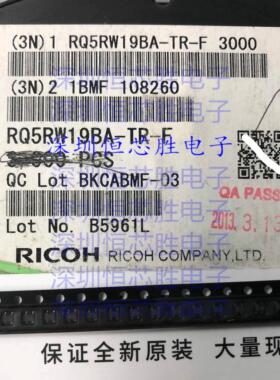 (3N)1 RQ5RW19BA-TR-F 3000
(3N)2 1BMF 108260
深圳恒芯胜电子
RQ5RW19BA-TR-F
PCS
QC Lot BKCABMF-03
QA PASS
2013.3.13
Lot No. B5961L
深圳恒芯胜电子
RICOH RICOH COMPANY,LTD.
深圳恒芯胜电子
保证全新原装 大量现